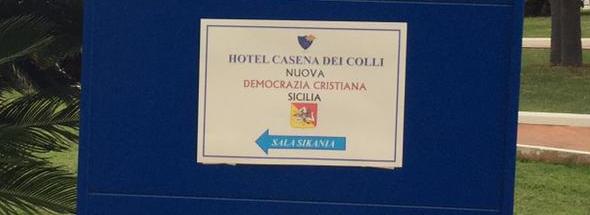 HOTEL CASENA DEI COLLI
NUOVA
DEMOCRAZIA CRISTIANA
SICILIA
SALA SIKANIA